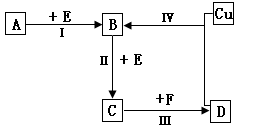 A + E I B IV Cu
II + E
C +F III D